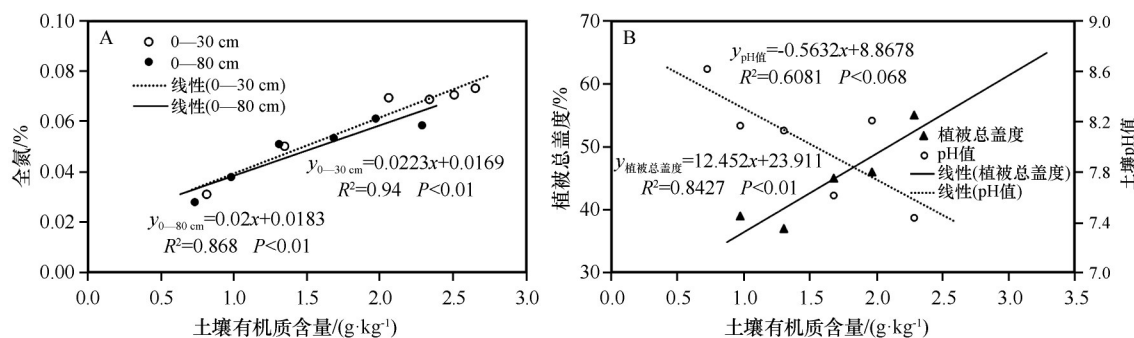 A
0.10
0.08
0.06
0.04
0.02
0.00
全氮/%
0—30 cm
0—80 cm
线性(0—30 cm)
线性(0—80 cm)
y0—30 cm=0.0223x+0.0169
R²=0.94 P<0.01
y0—80 cm=0.02x+0.0183
R²=0.868 P<0.01
0.0 0.5 1.0 1.5 2.0 2.5 3.0
土壤有机质含量/(g·kg-1)
B
70
60
50
40
30
植被总盖度/%
ypH值=-0.5632x+8.8678
R²=0.6081 P<0.068
y植被总盖度=12.452x+23.911
R²=0.8427 P<0.01
植被总盖度
pH值
线性(植被总盖度)
线性(pH值)
9.0
8.6
8.2
7.8
7.4
7.0
土壤pH值
0.0 0.5 1.0 1.5 2.0 2.5 3.0 3.5
土壤有机质含量/(g·kg-1)